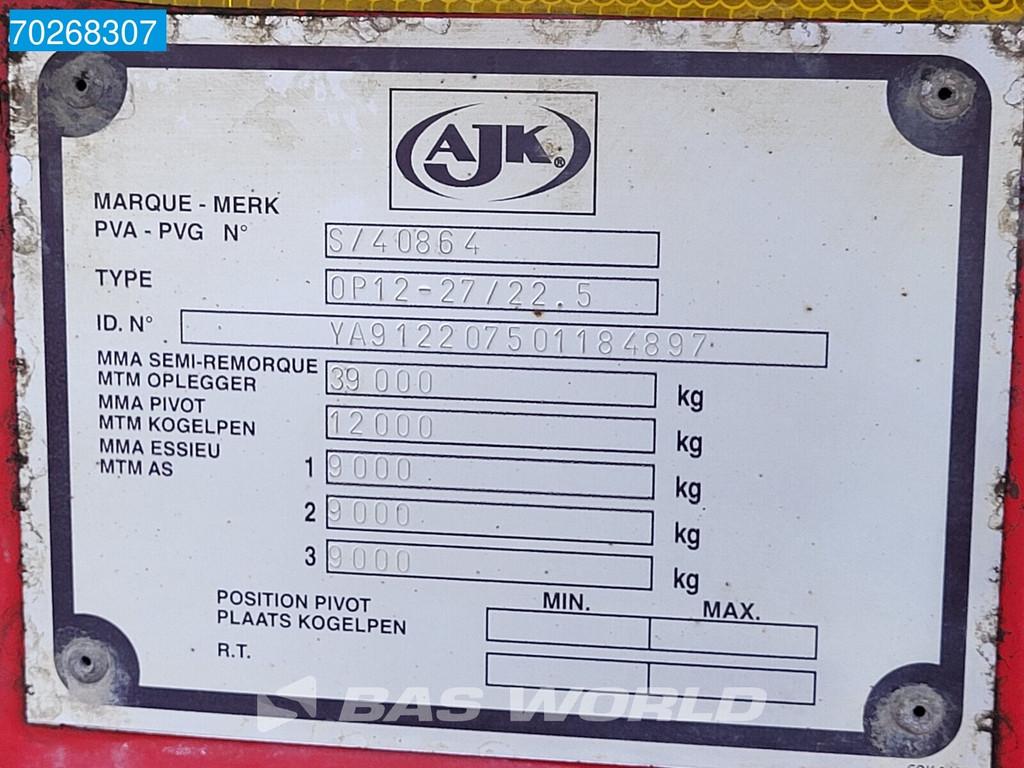 70268307
AJK®
MARQUE - MERK
PVA - PVG N° S/40864
TYPE OP12-27/22.5
ID. N° YA9122207501184897
MMA SEMI-REMORQUE
MTM OPLEGGER 39000 kg
MMA PIVOT
MTM KOGELPEN 12000 kg
MMA ESSIEU
MTM AS 1 9000 kg
2 9000 kg
3 9000 kg
POSITION PIVOT MIN. MAX.
PLAATS KOGELPEN
R.T.
BAS WORLD